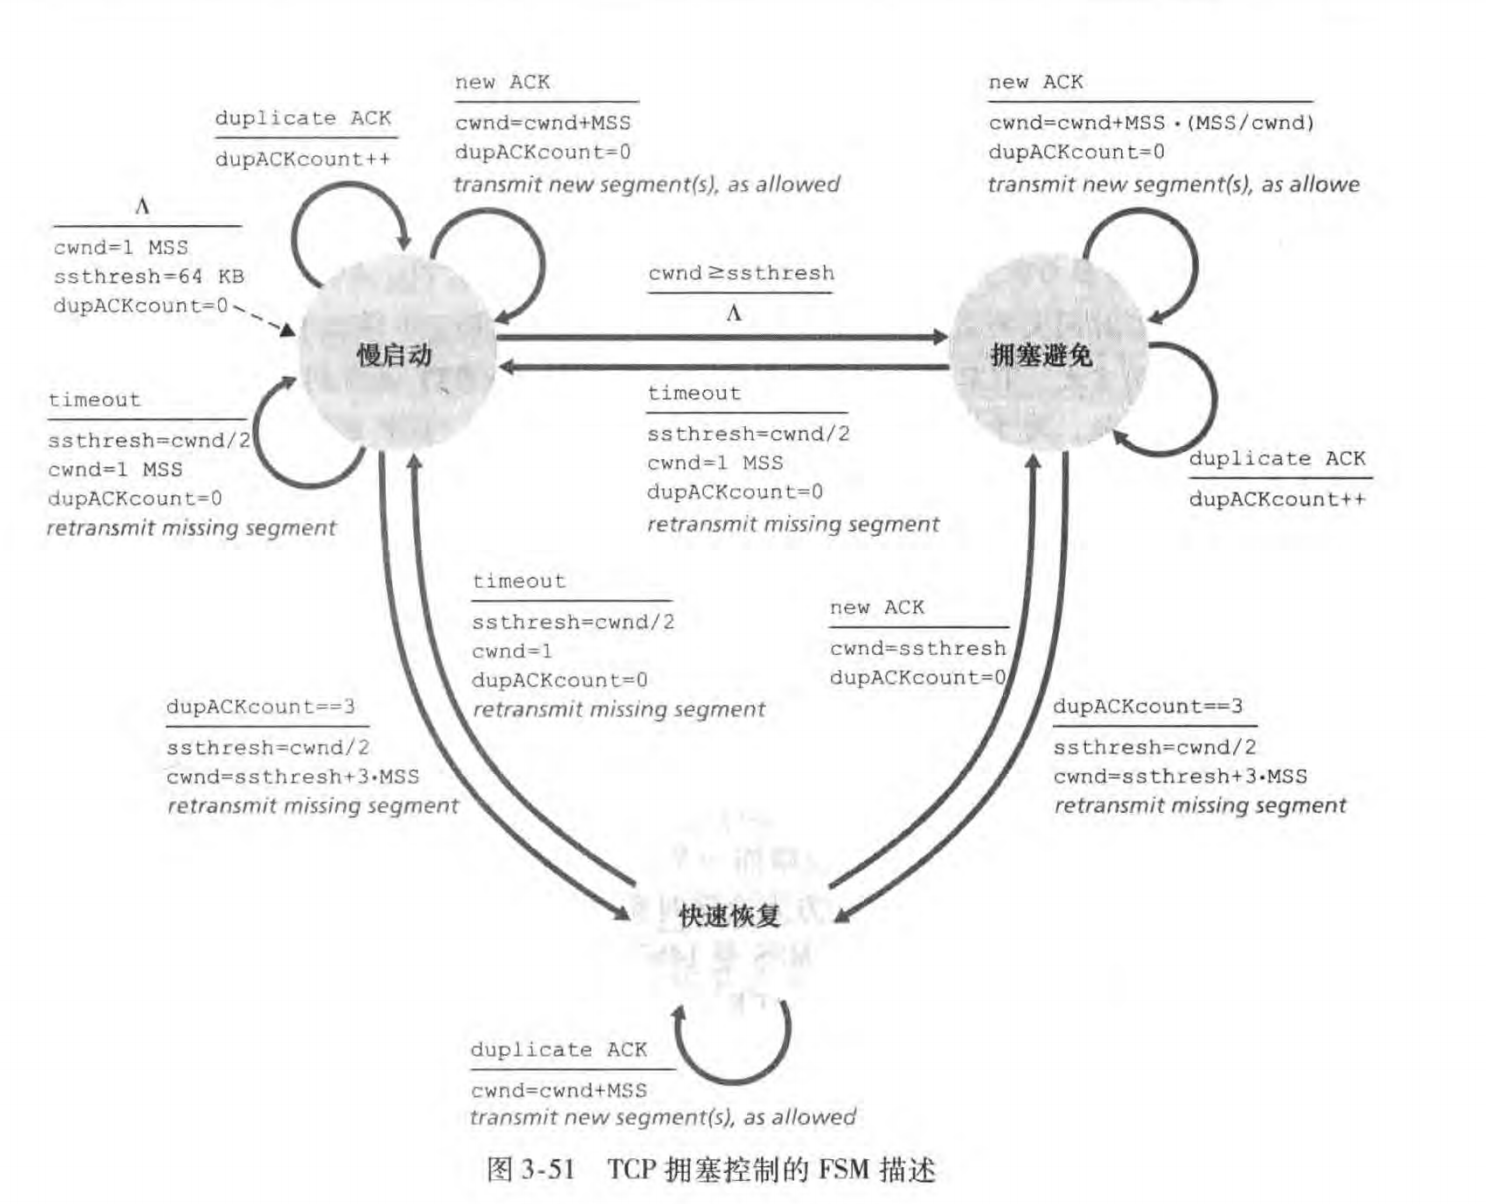 new ACK
cwnd=cwnd+MSS
dupACKcount=0
transmit new segment(s), as allowed
new ACK
cwnd=cwnd+MSS·(MSS/cwnd)
dupACKcount=0
transmit new segment(s), as allowe
duplicate ACK
dupACKcount++
Λ
cwnd=1 MSS
ssthresh=64 KB
dupACKcount=0
cwnd≥ssthresh
Λ
慢启动
拥塞避免
timeout
ssthresh=cwnd/2
cwnd=1 MSS
dupACKcount=0
retransmit missing segment
timeout
ssthresh=cwnd/2
cwnd=1 MSS
dupACKcount=0
retransmit missing segment
duplicate ACK
dupACKcount++
timeout
ssthresh=cwnd/2
cwnd=1
dupACKcount=0
retransmit missing segment
new ACK
cwnd=ssthresh
dupACKcount=0
dupACKcount==3
ssthresh=cwnd/2
cwnd=ssthresh+3·MSS
retransmit missing segment
dupACKcount==3
ssthresh=cwnd/2
cwnd=ssthresh+3·MSS
retransmit missing segment
快速恢复
duplicate ACK
cwnd=cwnd+MSS
transmit new segment(s), as allowed
图 3-51 TCP 拥塞控制的 FSM 描述